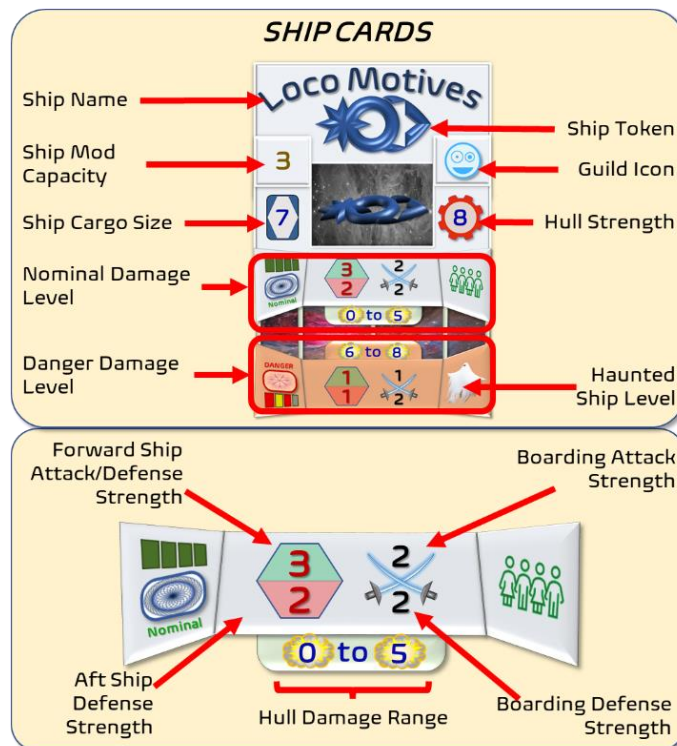 SHIP CARDS
Ship Name
Loco Motives
Ship Token
Ship Mod
Capacity
3
Guild Icon
Ship Cargo Size
7
8
Hull Strength
Nominal Damage
Level
Nominal
3
2
2
2
0 to 5
Danger Damage
Level
6 to 8
DANGER
1
1
1
2
Haunted
Ship Level
Forward Ship
Attack/Defense
Strength
Boarding Attack
Strength
Nominal
3
2
2
2
0 to 5
Aft Ship
Defense
Strength
Hull Damage Range
Boarding Defense
Strength